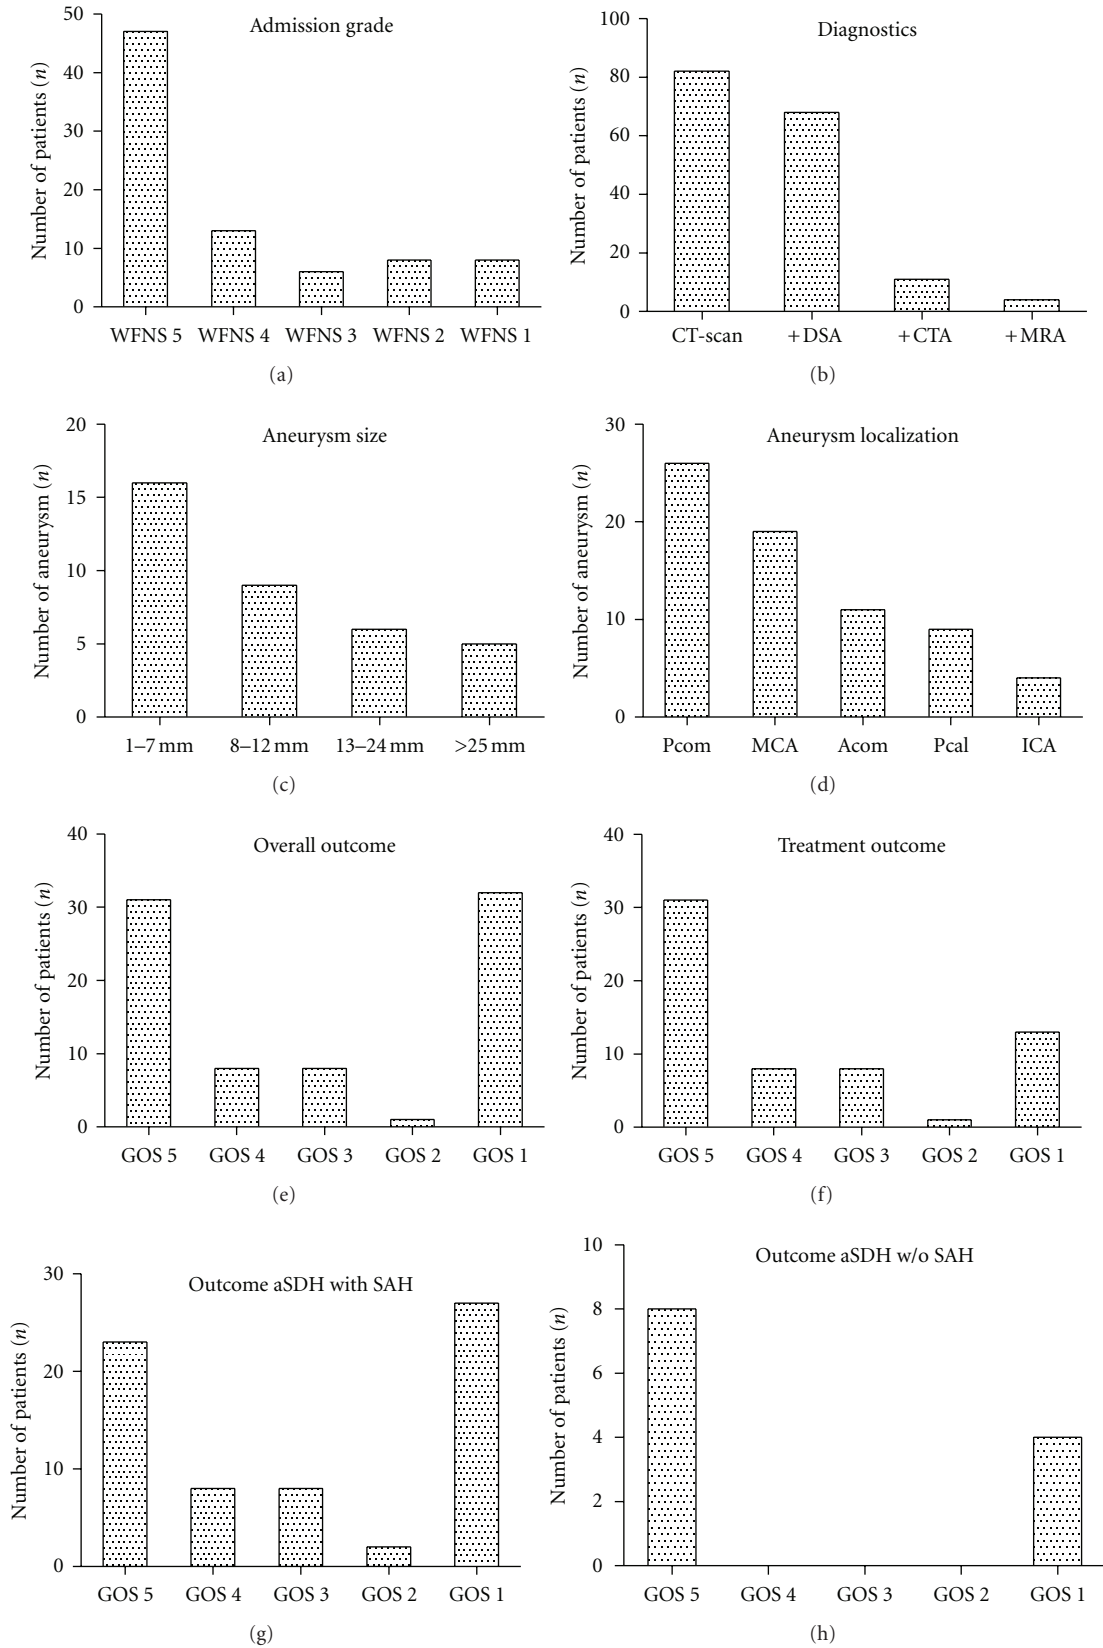 Admission grade
Number of patients (n)
50
40
30
20
10
0
WFNS 5 WFNS 4 WFNS 3 WFNS 2 WFNS 1
(a)
Diagnostics
Number of patients (n)
100
80
60
40
20
0
CT-scan +DSA +CTA +MRA
(b)
Aneurysm size
Number of aneurysm (n)
20
15
10
5
0
1–7 mm 8–12 mm 13–24 mm >25 mm
(c)
Aneurysm localization
Number of aneurysm (n)
30
20
10
0
Pcom MCA Acom Pcal ICA
(d)
Overall outcome
Number of patients (n)
40
30
20
10
0
GOS 5 GOS 4 GOS 3 GOS 2 GOS 1
(e)
Treatment outcome
Number of patients (n)
40
30
20
10
0
GOS 5 GOS 4 GOS 3 GOS 2 GOS 1
(f)
Outcome aSDH with SAH
Number of patients (n)
30
20
10
0
GOS 5 GOS 4 GOS 3 GOS 2 GOS 1
(g)
Outcome aSDH w/o SAH
Number of patients (n)
10
8
6
4
2
0
GOS 5 GOS 4 GOS 3 GOS 2 GOS 1
(h)